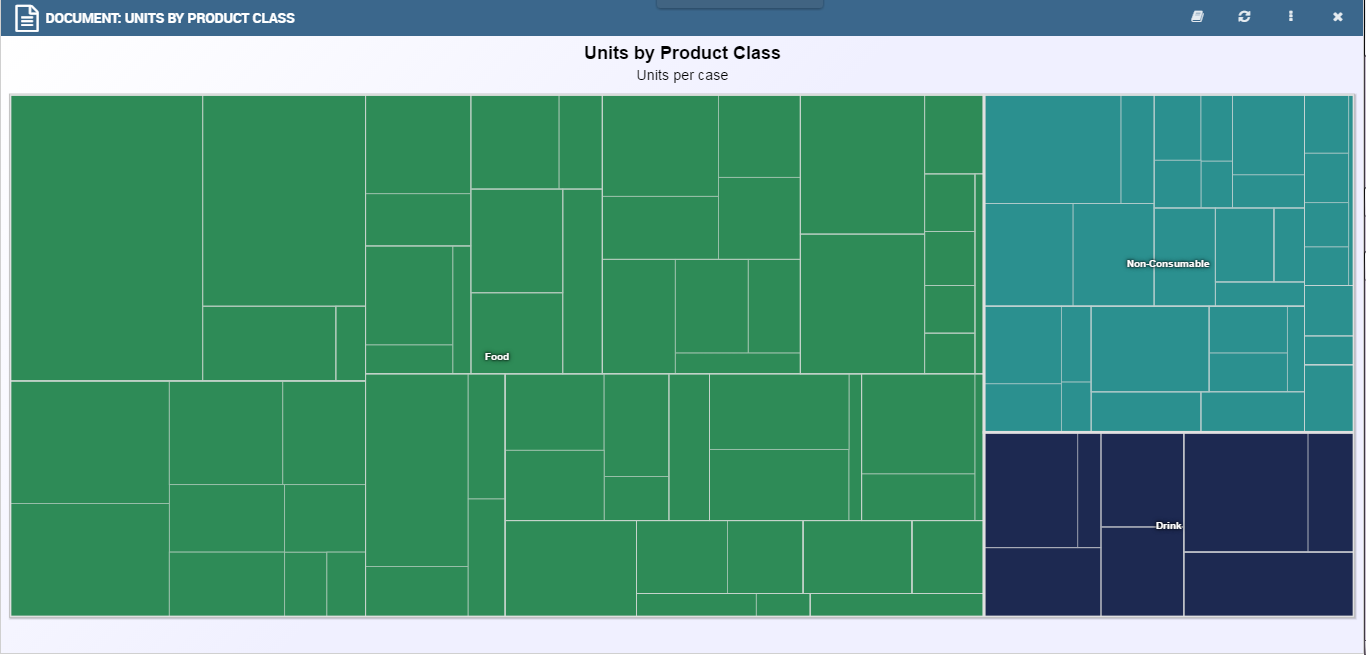 DOCUMENT: UNITS BY PRODUCT CLASS
Units by Product Class
Units per case
Non-Consumable
Food
Drink